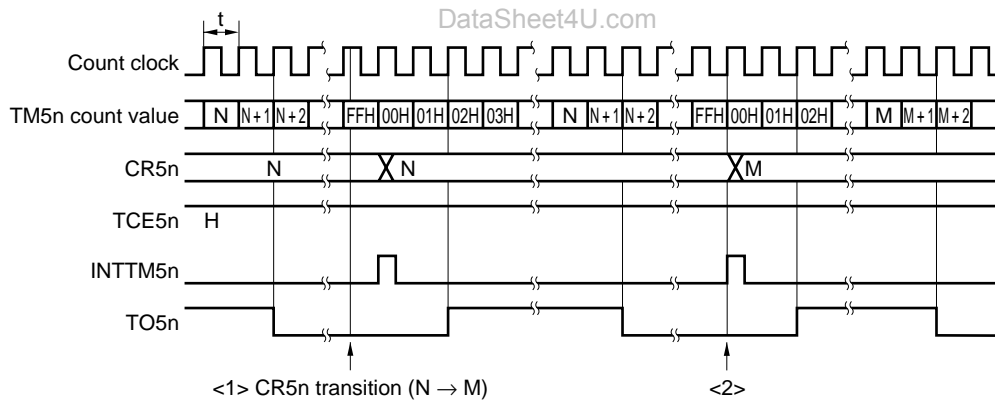 DataSheet4U.com
t
Count clock
TM5n count value N N + 1 N + 2 FFH 00H 01H 02H 03H N N + 1 N + 2 FFH 00H 01H 02H M M + 1 M + 2
CR5n N N M
TCE5n H
INTTM5n
TO5n
<1> CR5n transition (N → M) <2>